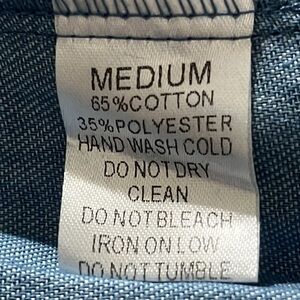 MEDIUM
65%COTTON
35%POLYESTER
HAND WASH COLD
DO NOT DRY
CLEAN
DO NOT BLEACH
IRON ON LOW
DO NOT TUMBLE